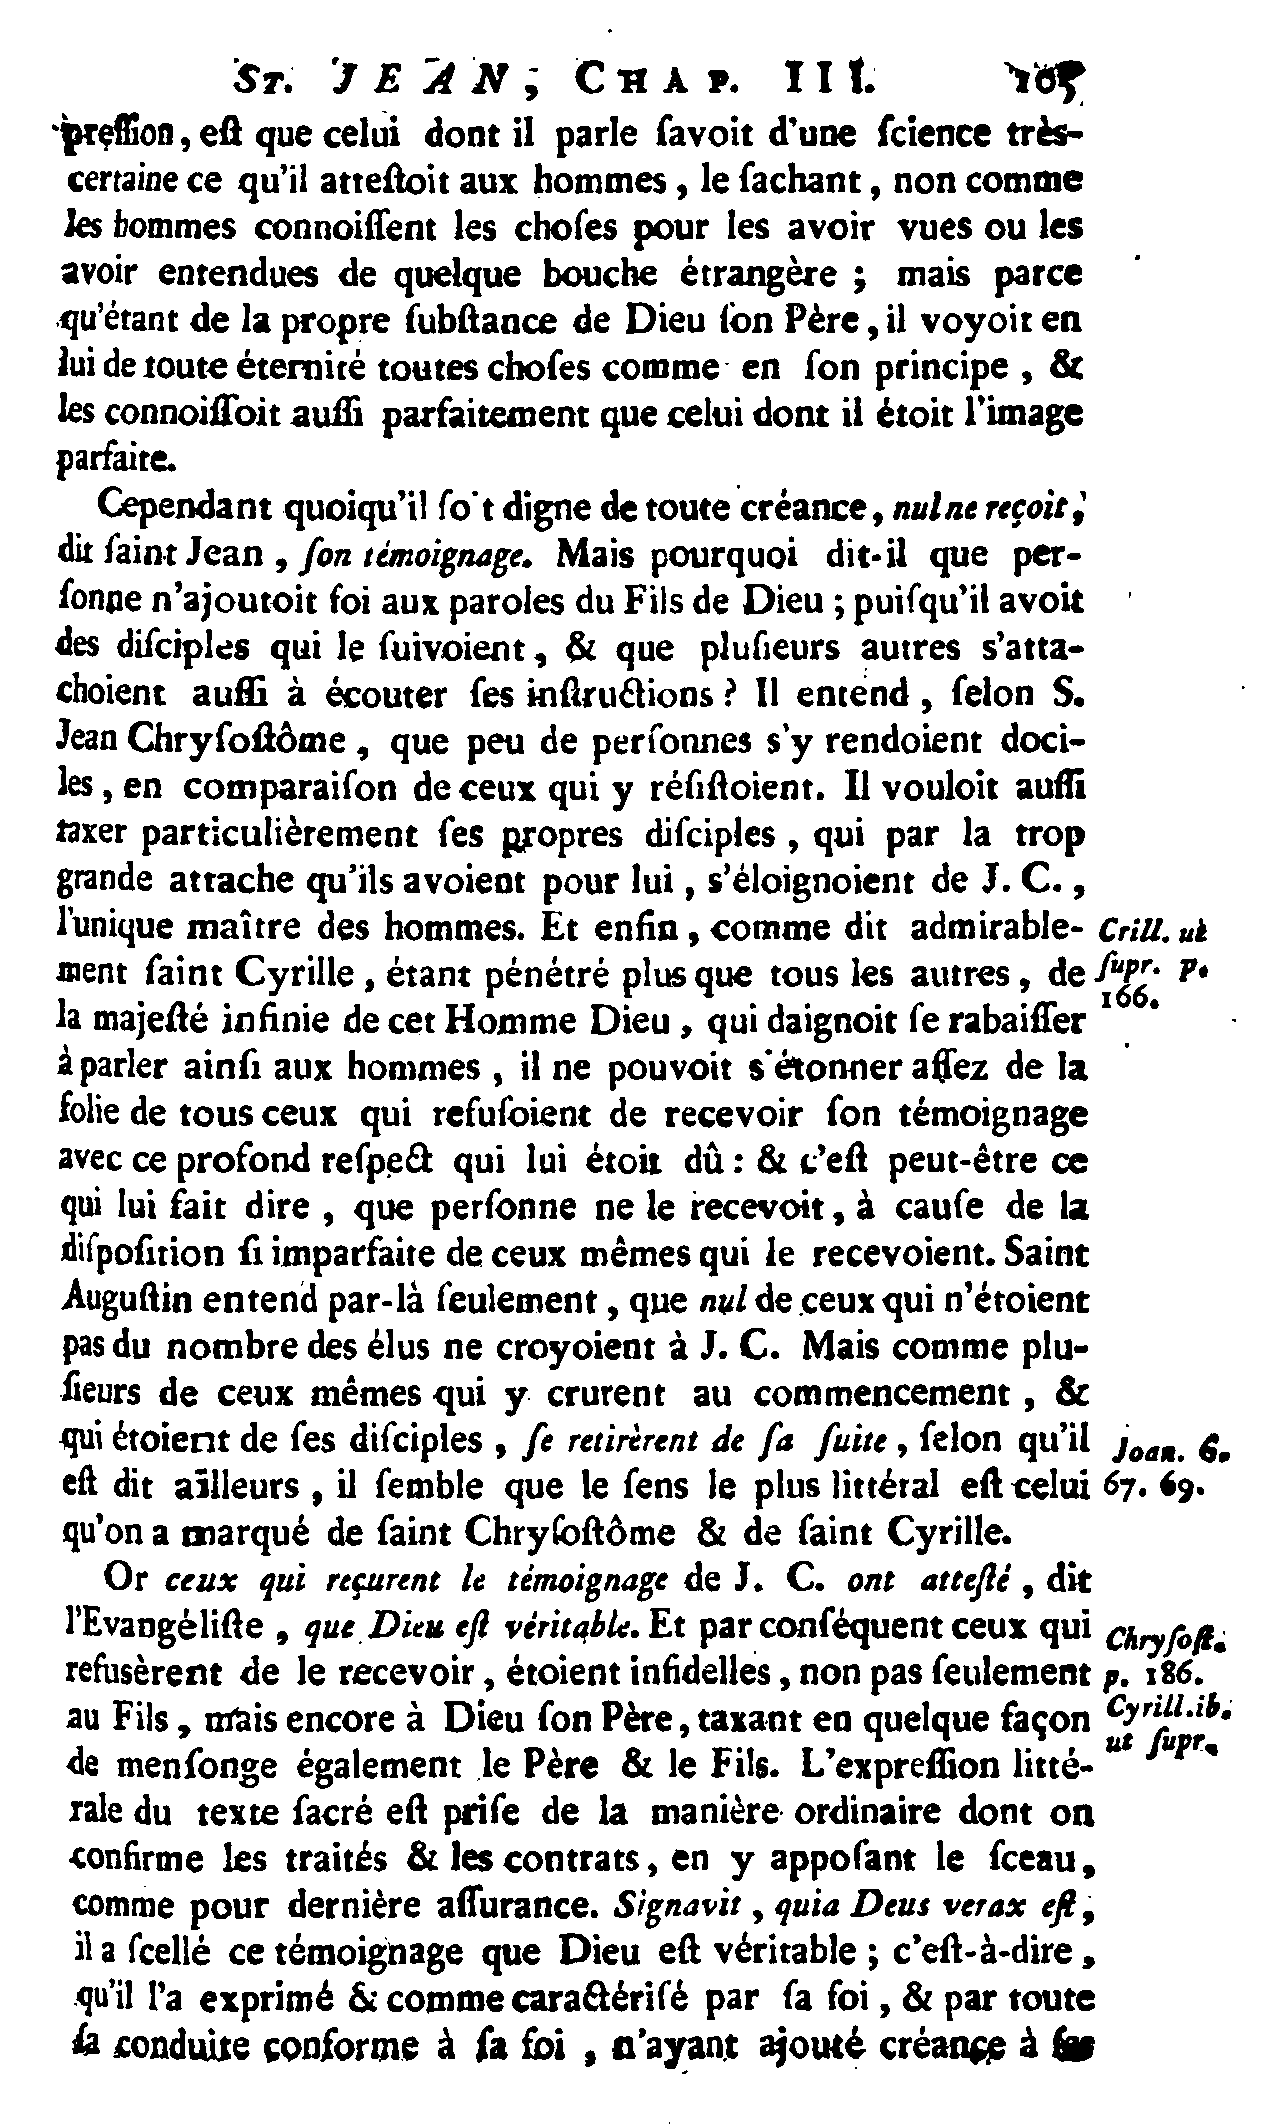 ST. JEAN, CHAP. III. 105
preſſion, eſt que celui dont il parle ſavoit d'une ſcience très-
certaine ce qu'il atteſtoit aux hommes, le ſachant, non comme
les hommes connoiſſent les choſes pour les avoir vues ou les
avoir entendues de quelque bouche étrangère ; mais parce
qu'étant de la propre ſubſtance de Dieu ſon Père, il voyoit en
lui de toute éternité toutes choſes comme en ſon principe, &
les connoiſſoit auſſi parfaitement que celui dont il étoit l'image
parfaite.
Cependant quoiqu'il ſoit digne de toute créance, nul ne reçoit,
dit ſaint Jean, ſon témoignage. Mais pourquoi dit-il que per-
ſonne n'ajoutoit foi aux paroles du Fils de Dieu ; puiſqu'il avoit
des diſciples qui le ſuivoient, & que pluſieurs autres s'atta-
choient auſſi à écouter ſes inſtructions ? Il entend, ſelon S.
Jean Chryſoſtôme, que peu de perſonnes s'y rendoient doci-
les, en comparaiſon de ceux qui y réſiſtoient. Il vouloit auſſi
taxer particulièrement ſes propres diſciples, qui par la trop
grande attache qu'ils avoient pour lui, s'éloignoient de J. C.,
l'unique maître des hommes. Et enfin, comme dit admirable-
ment ſaint Cyrille, étant pénétré plus que tous les autres, de
la majeſté infinie de cet Homme Dieu, qui daignoit ſe rabaiſſer
à parler ainſi aux hommes, il ne pouvoit s'étonner aſſez de la
folie de tous ceux qui refuſoient de recevoir ſon témoignage
avec ce profond reſpect qui lui étoit dû : & c'eſt peut-être ce
qui lui fait dire, que perſonne ne le recevoit, à cauſe de la
diſpoſition ſi imparfaite de ceux mêmes qui le recevoient. Saint
Auguſtin entend par-là ſeulement, que nul de ceux qui n'étoient
pas du nombre des élus ne croyoient à J. C. Mais comme plu-
ſieurs de ceux mêmes qui y crurent au commencement, &
qui étoient de ſes diſciples, ſe retirèrent de ſa ſuite, ſelon qu'il
eſt dit ailleurs, il ſemble que le ſens le plus littéral eſt celui
qu'on a marqué de ſaint Chryſoſtôme & de ſaint Cyrille.
Or ceux qui reçurent le témoignage de J. C. ont atteſté, dit
l'Evangéliſte, que Dieu eſt véritable. Et par conſéquent ceux qui
refusèrent de le recevoir, étoient infidelles, non pas ſeulement
au Fils, mais encore à Dieu ſon Père, taxant en quelque façon
de menſonge également le Père & le Fils. L'expreſſion litté-
rale du texte ſacré eſt priſe de la manière ordinaire dont on
confirme les traités & les contrats, en y appoſant le ſceau,
comme pour dernière aſſurance. Signavit, quia Deus verax eſt,
il a ſcellé ce témoignage que Dieu eſt véritable ; c'eſt-à-dire,
qu'il l'a exprimé & comme caractériſé par ſa foi, & par toute
ſa conduite conforme à ſa foi, n'ayant ajouté créance à ſes
Crill. ut
ſupr. p.
166.
Joan. 6.
67. 69.
Chryſoſt.
p. 186.
Cyrill. ib.
ut ſupr.